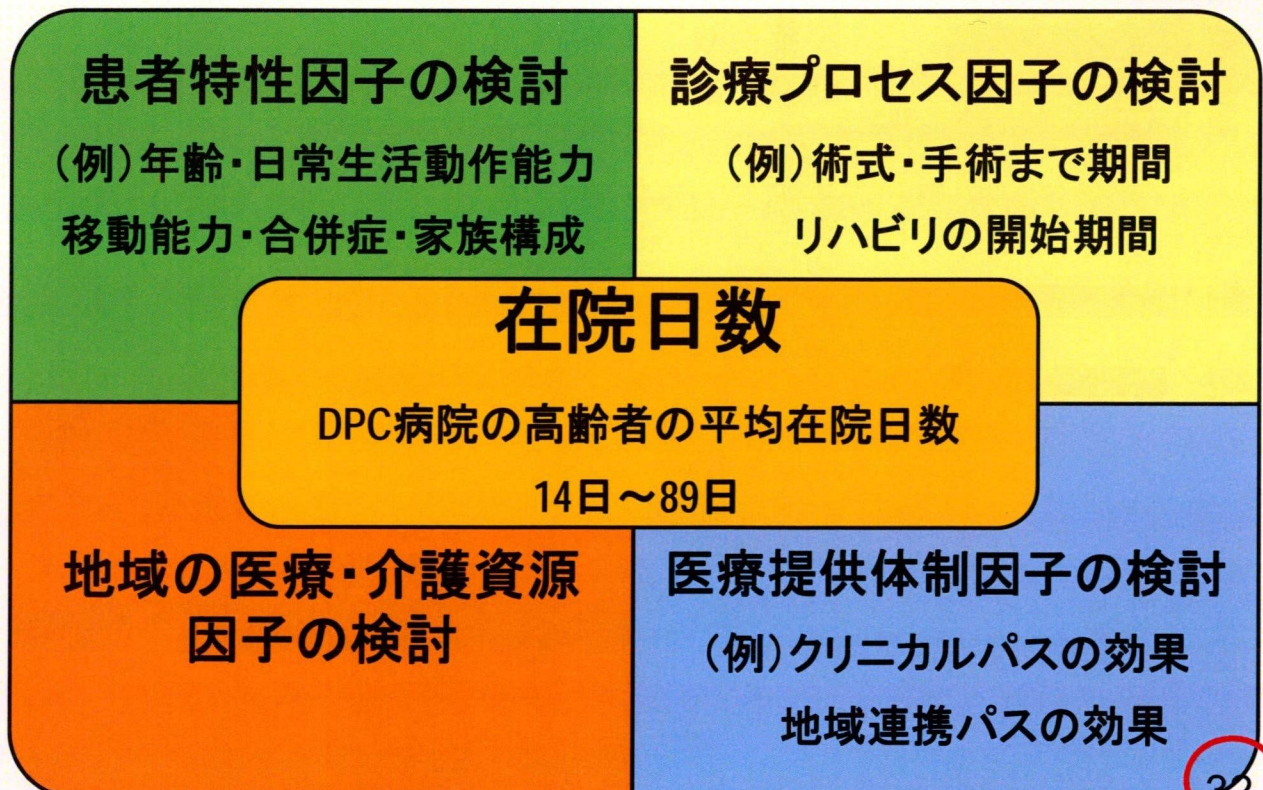 患者特性因子の検討
(例)年齢・日常生活動作能力
移動能力・合併症・家族構成
診療プロセス因子の検討
(例)術式・手術まで期間
リハビリの開始期間
在院日数
DPC病院の高齢者の平均在院日数
14日～89日
地域の医療・介護資源
因子の検討
医療提供体制因子の検討
(例)クリニカルパスの効果
地域連携パスの効果